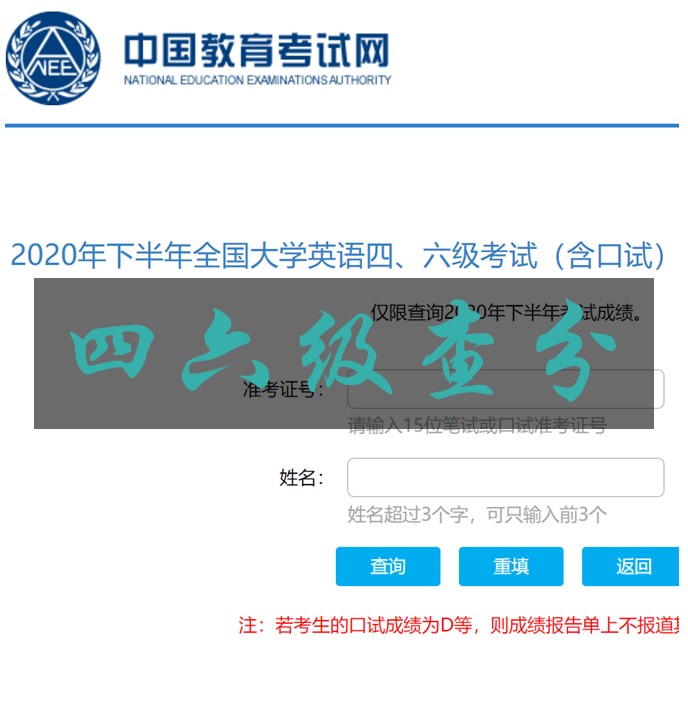 NEEA
中国教育考试网
NATIONAL EDUCATION EXAMINATIONS AUTHORITY
2020年下半年全国大学英语四、六级考试（含口试）
仅限查询2020年下半年考试成绩。
四六级查分
准考证号：
请输入15位笔试或口试准考证号
姓名：
姓名超过3个字，可只输入前3个
查询 重填 返回
注：若考生的口试成绩为D等，则成绩报告单上不报道